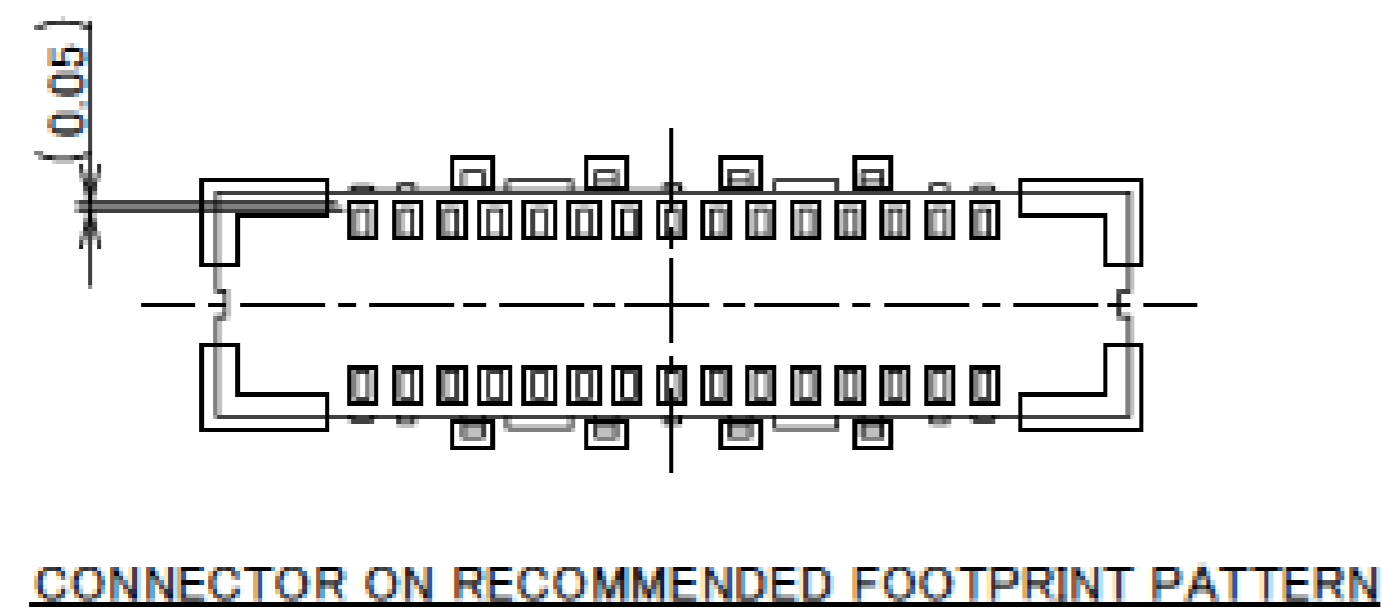 ( 0.05 )
CONNECTOR ON RECOMMENDED FOOTPRINT PATTERN